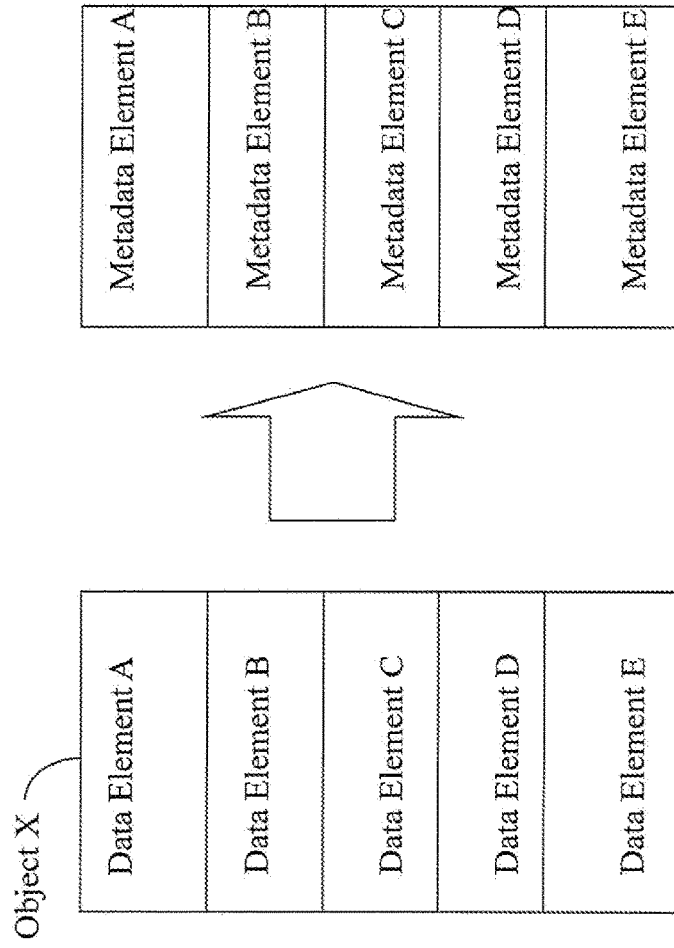 Object X
Data Element A
Data Element B
Data Element C
Data Element D
Data Element E
Metadata Element A
Metadata Element B
Metadata Element C
Metadata Element D
Metadata Element E